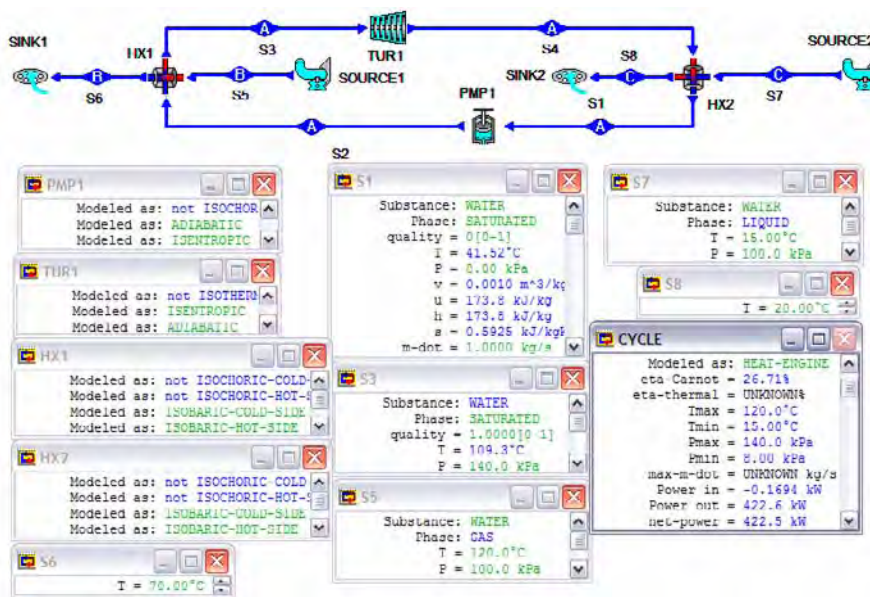 SINK1
HX1
A
S3
TUR1
A
S4
S8
SOURCE2
B
S6
B
S5
SOURCE1
SINK2
C
C
S7
HX2
PMP1
S1
A
A
S2
PMP1
Modeled as: not ISOCHOR
Modeled as: ADIABATIC
Modeled as: ISENTROPIC
TUR1
Modeled as: not ISOTHERM
Modeled as: ISENTROPIC
Modeled as: ADIABATIC
HX1
Modeled as: not ISOCHORIC-COLD-
Modeled as: not ISOCHORIC-HOT-S
Modeled as: ISOBARIC-COLD-SIDE
Modeled as: ISOBARIC-HOT-SIDE
HX2
Modeled as: not ISOCHORIC-COLD
Modeled as: not ISOCHORIC-HOT-S
Modeled as: ISOBARIC-COLD-SIDE
Modeled as: ISOBARIC-HOT-SIDE
S6
T = 70.00°C
S1
Substance: WATER
Phase: SATURATED
quality = 0[0-1]
T = 41.52°C
P = 8.00 kPa
v = 0.0010 m^3/kg
u = 173.8 kJ/kg
h = 173.8 kJ/kg
s = 0.5925 kJ/kgK
m-dot = 1.0000 kg/s
S3
Substance: WATER
Phase: SATURATED
quality = 1.0000[0-1]
T = 109.3°C
P = 140.0 kPa
S5
Substance: WATER
Phase: GAS
T = 120.0°C
P = 100.0 kPa
S7
Substance: WATER
Phase: LIQUID
T = 15.00°C
P = 100.0 kPa
S8
T = 20.00°C
CYCLE
Modeled as: HEAT-ENGINE
eta-Carnot = 26.71%
eta-thermal = UNKNOWN%
Tmax = 120.0°C
Tmin = 15.00°C
Pmax = 140.0 kPa
Pmin = 8.00 kPa
max-m-dot = UNKNOWN kg/s
Power in = -0.1694 kW
Power out = 422.6 kW
net-power = 422.5 kW